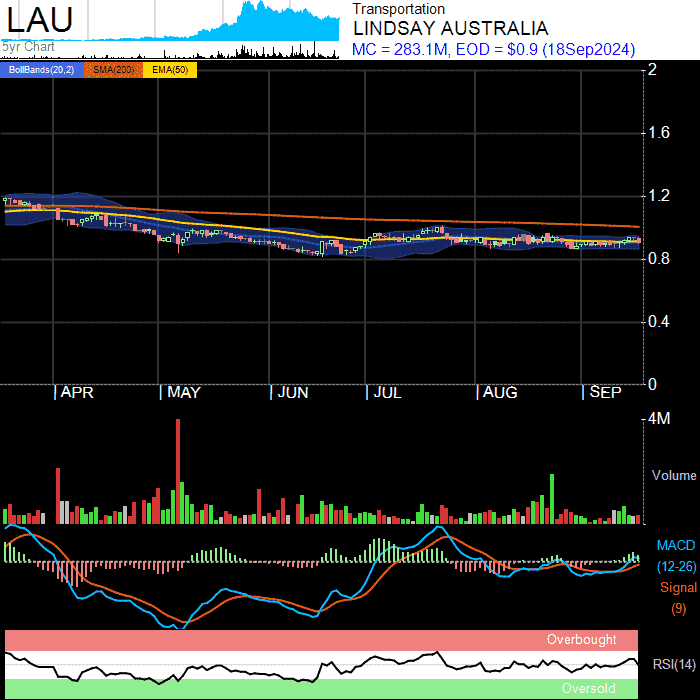 LAU
5yr Chart
Transportation
LINDSAY AUSTRALIA
MC = 283.1M, EOD = $0.9 (18Sep2024)
BollBands(20,2) SMA(200) EMA(50)
2
1.6
1.2
0.8
0.4
0
APR MAY JUN JUL AUG SEP
4M
Volume
MACD
(12-26)
Signal
(9)
Overbought
RSI(14)
Oversold